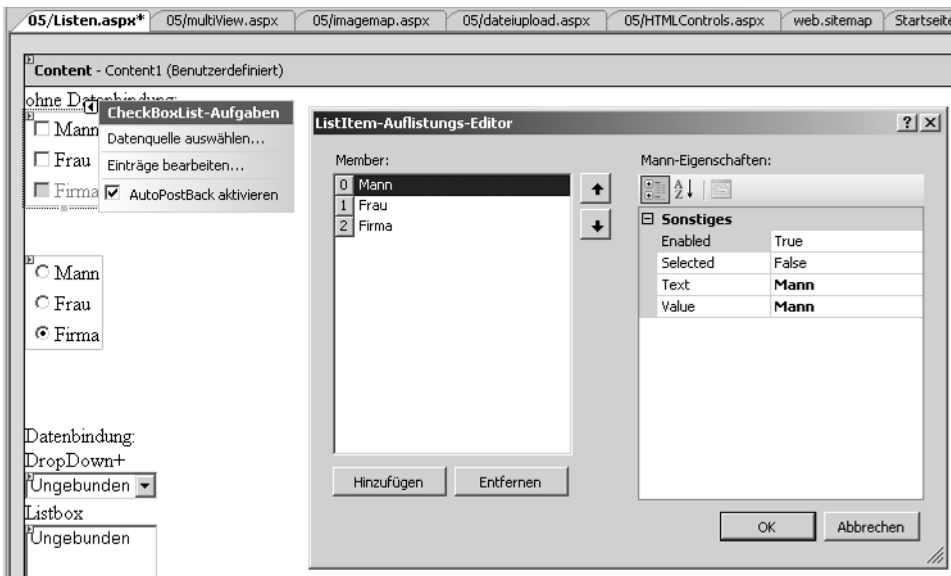 05/Listen.aspx* 05/multiView.aspx 05/imagemap.aspx 05/dateiupload.aspx 05/HTMLControls.aspx web.sitemap Startseite
Content - Content1 (Benutzerdefiniert)
ohne Datenbindung:
Mann
Frau
Firma
CheckBoxList-Aufgaben
Datenquelle auswählen...
Einträge bearbeiten...
AutoPostBack aktivieren
Mann
Frau
Firma
Datenbindung:
DropDown+
Ungebunden
Listbox
Ungebunden
ListItem-Auflistungs-Editor
Member:
0 Mann
1 Frau
2 Firma
Hinzufügen Entfernen
Mann-Eigenschaften:
Sonstiges
Enabled True
Selected False
Text Mann
Value Mann
OK Abbrechen